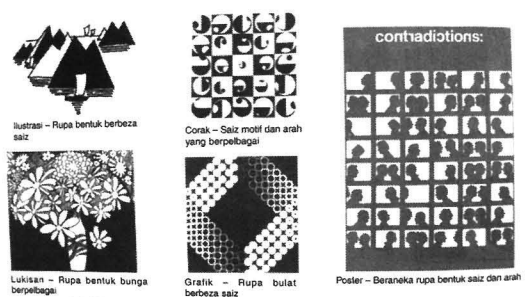 Ilustrasi – Rupa bentuk berbeza
saiz
Corak – Saiz motif dan arah
yang berpelbagai
contradictions:
Lukisan – Rupa bentuk bunga
berpelbagai
Grafik – Rupa bulat
berbeza saiz
Poster – Beraneka rupa bentuk saiz dan arah